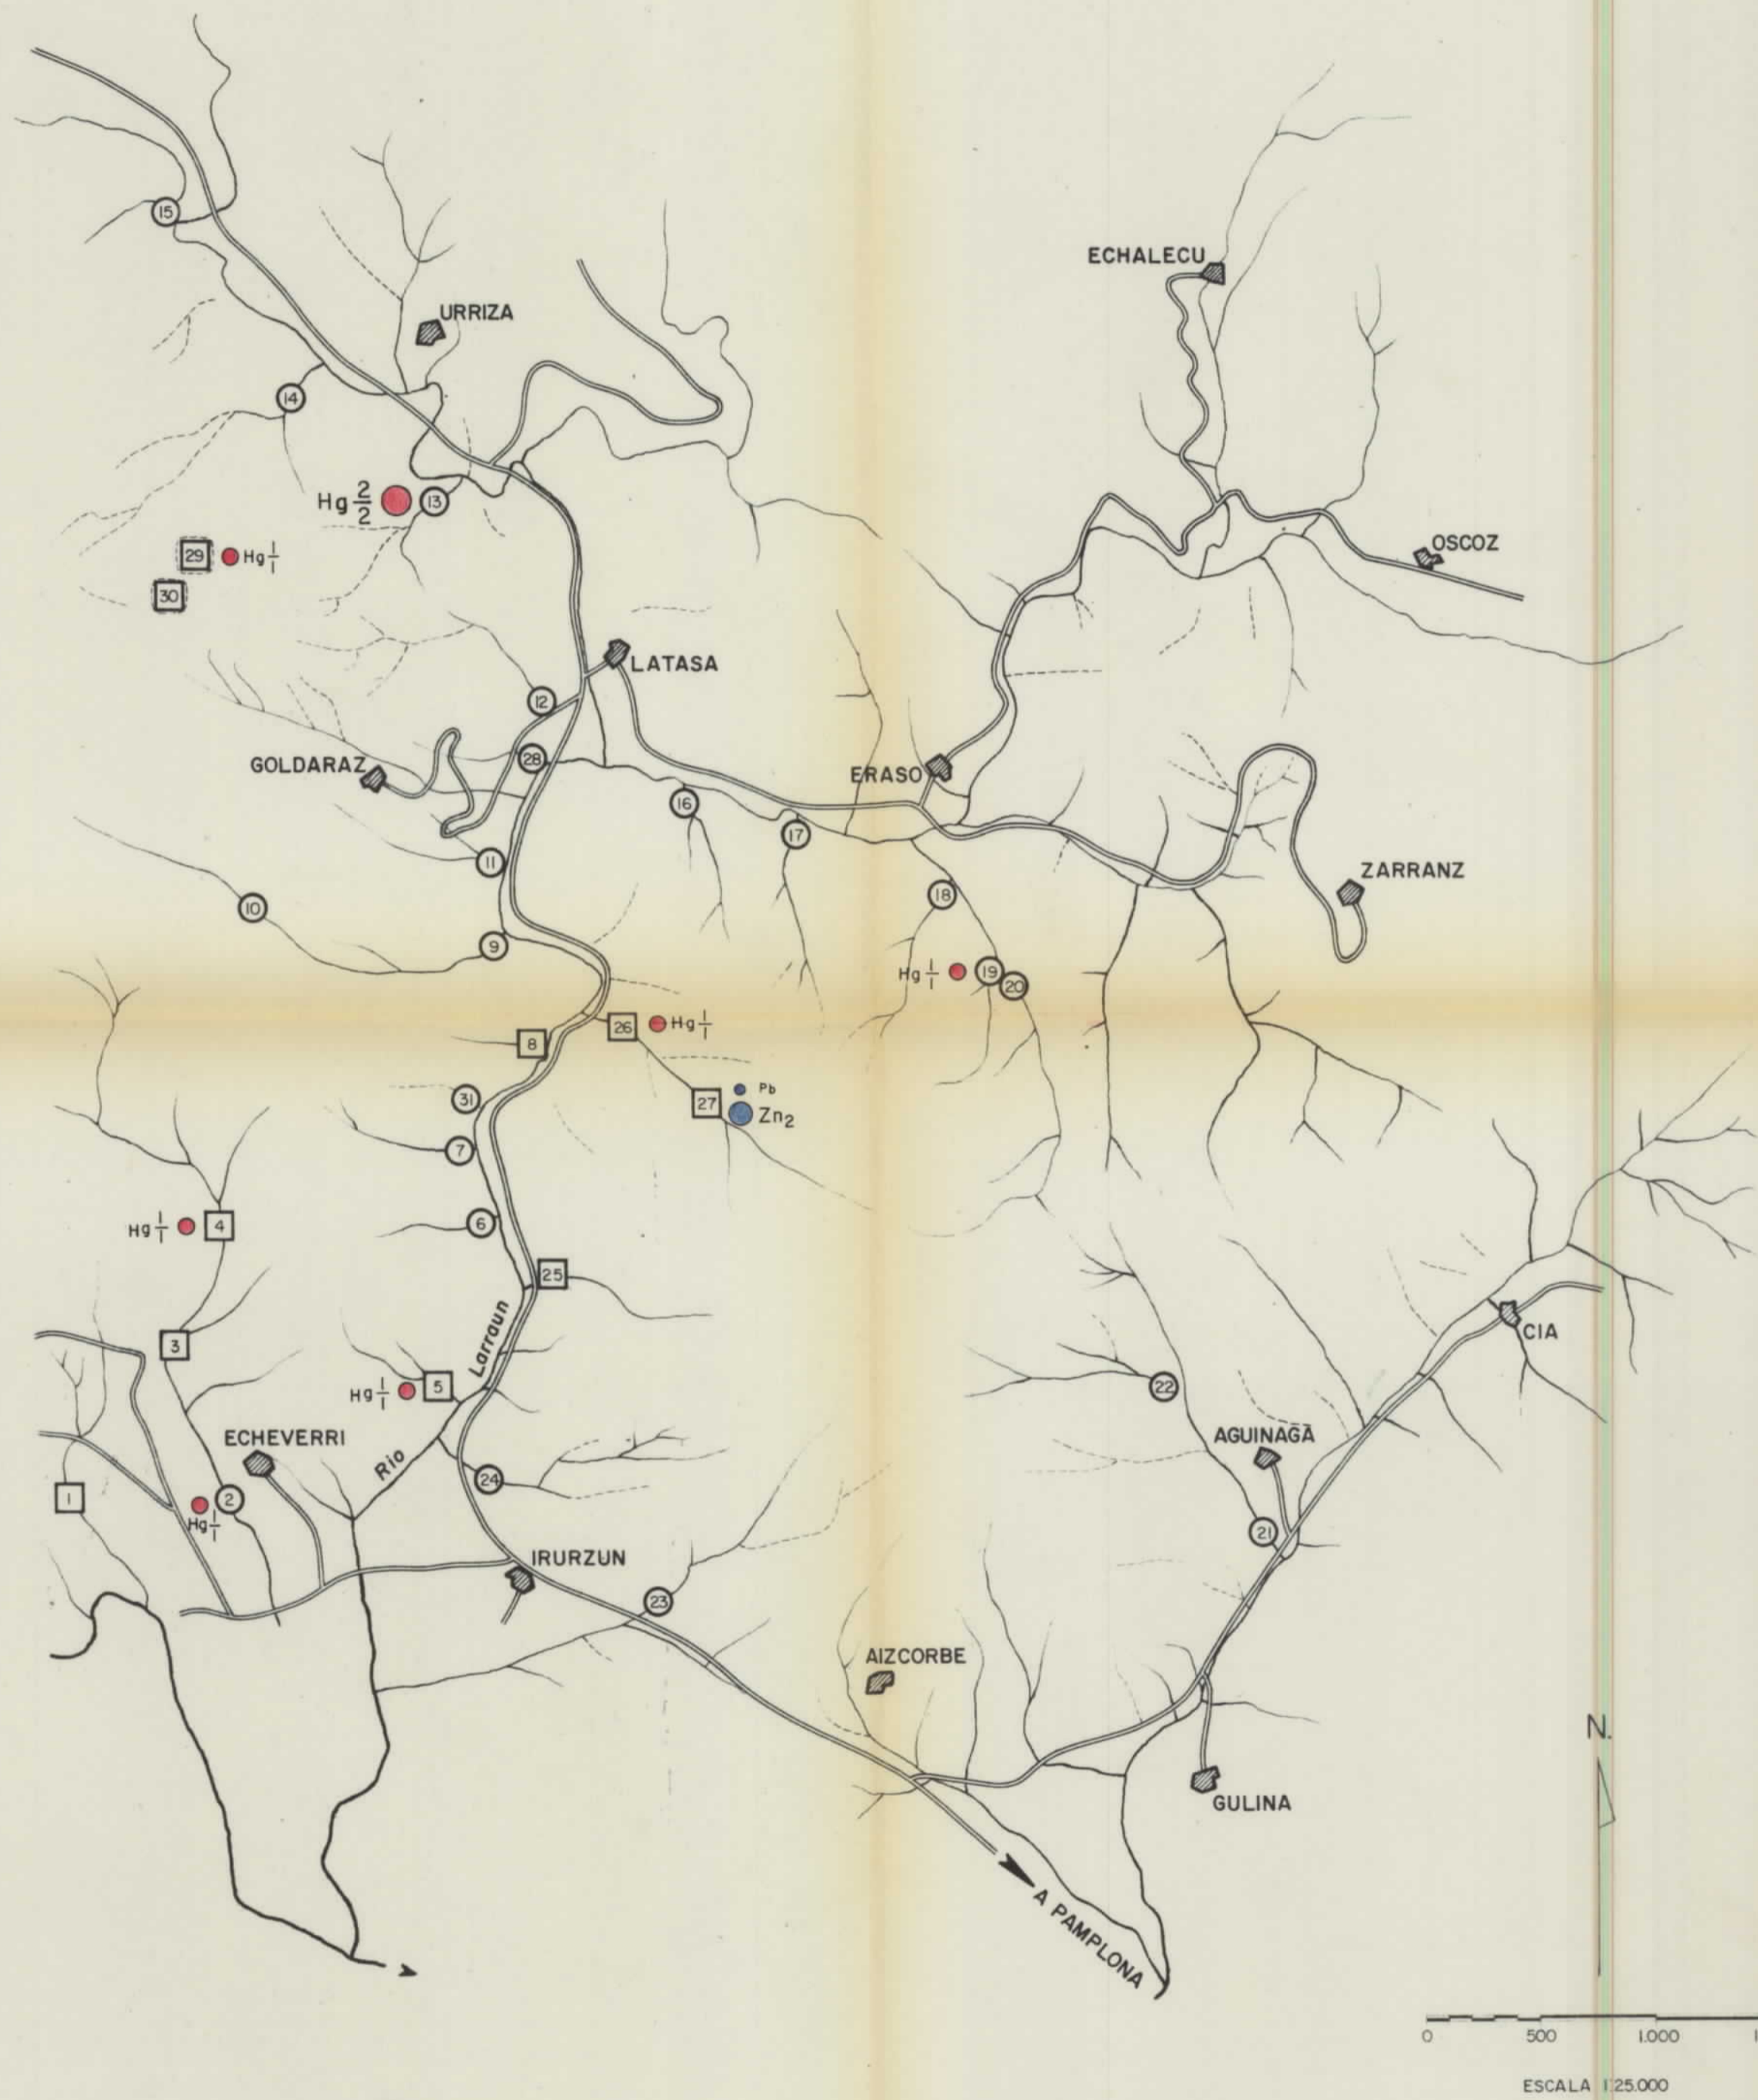 15
ECHALECU
URRIZA
14
Hg 2/2
13
OSCOZ
29
Hg 1/1
30
LATASA
12
GOLDARAZ
28
ERASO
16
17
11
ZARRANZ
18
10
9
Hg 1/1
19
20
26
Hg 1/1
8
31
27
Pb
Zn2
7
Hg 1/1
4
6
25
3
Larraun
CIA
Hg 1/1
5
22
ECHEVERRI
AGUINAGA
Rio
24
1
2
Hg 1/1
21
IRURZUN
23
AIZCORBE
N.
GULINA
A PAMPLONA
0 500 1.000
ESCALA 1:25.000